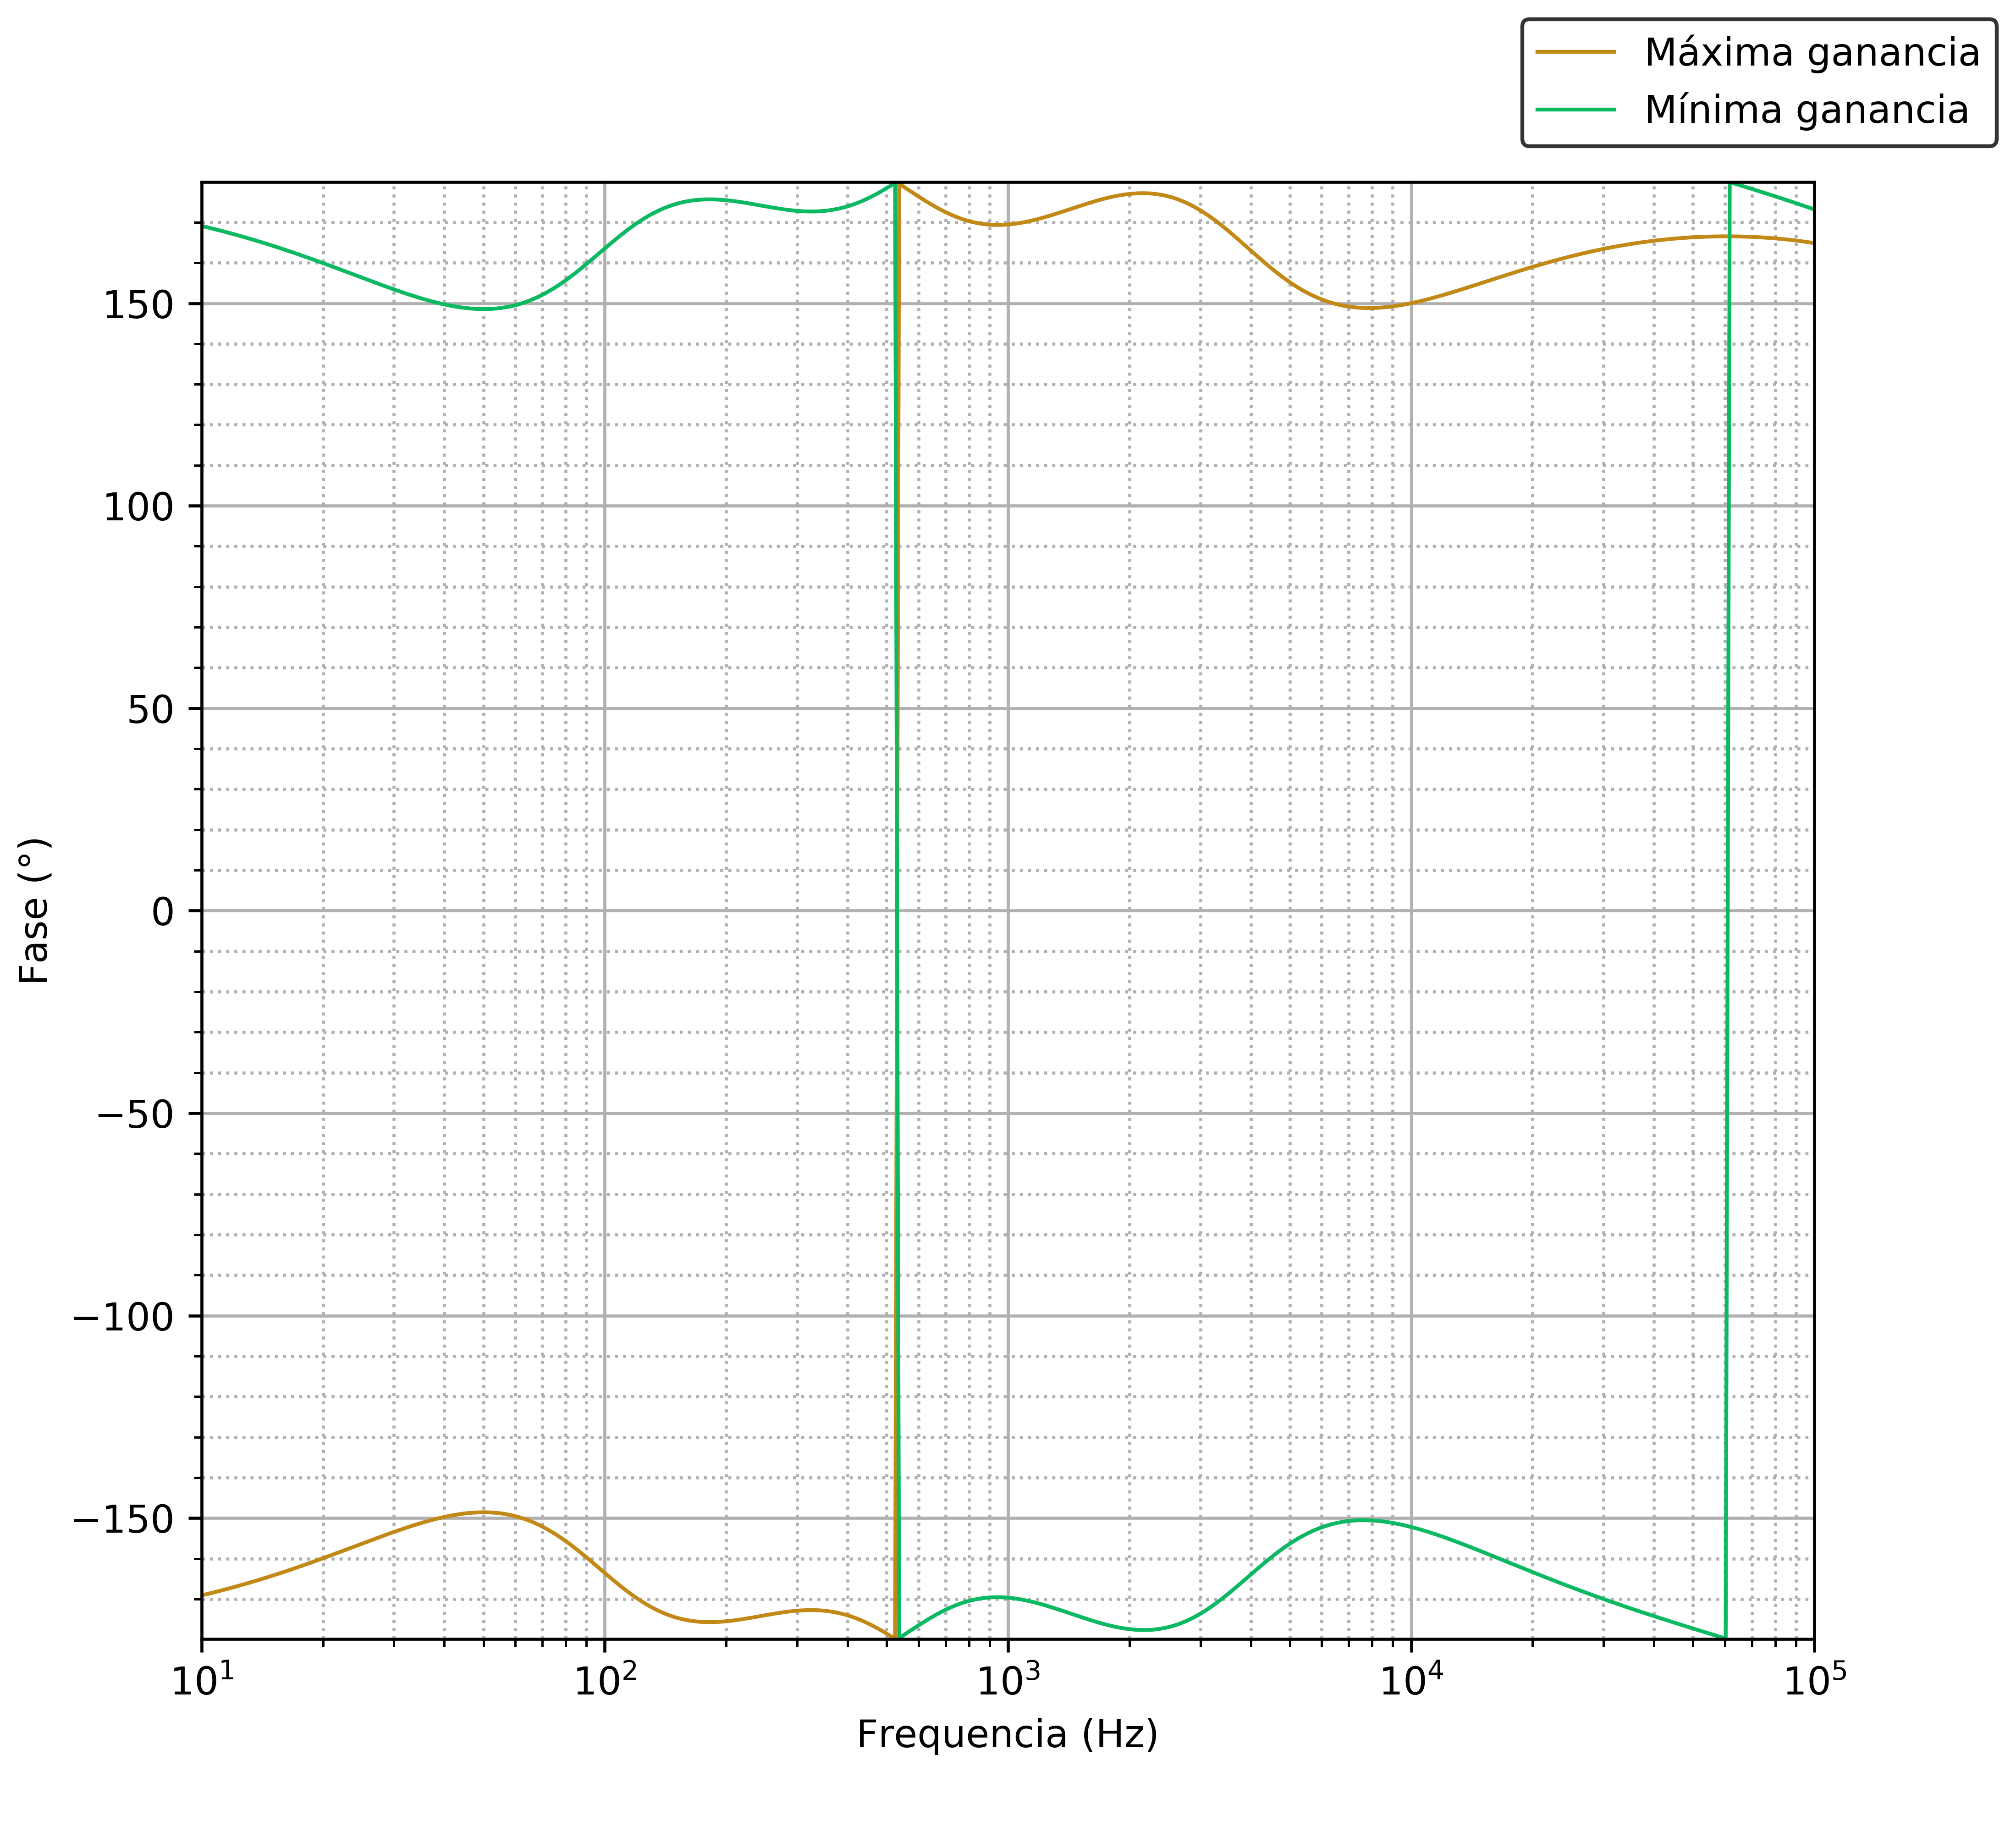 Máxima ganancia
Mínima ganancia
150
100
50
0
−50
−100
−150
Fase (°)
10¹ 10² 10³ 10⁴ 10⁵
Frequencia (Hz)